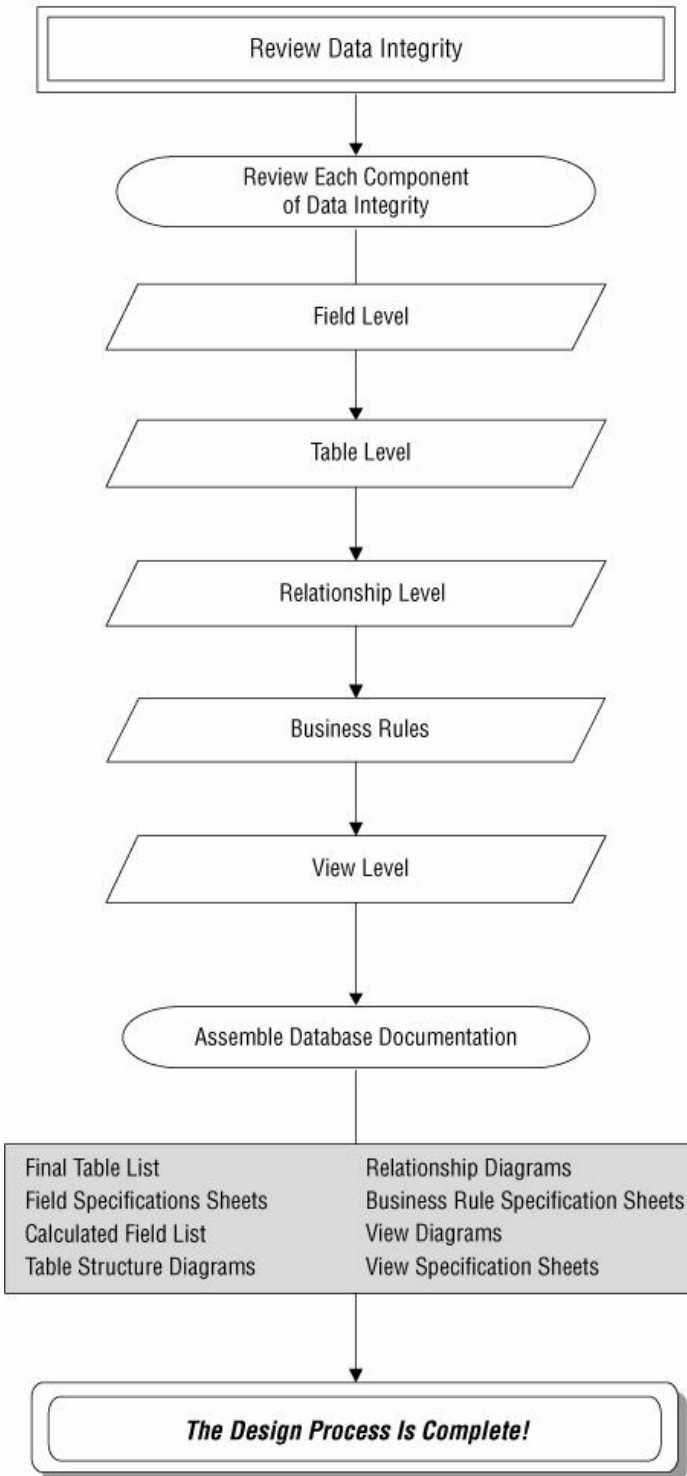 Review Data Integrity
Review Each Component
of Data Integrity
Field Level
Table Level
Relationship Level
Business Rules
View Level
Assemble Database Documentation
Final Table List
Field Specifications Sheets
Calculated Field List
Table Structure Diagrams
Relationship Diagrams
Business Rule Specification Sheets
View Diagrams
View Specification Sheets
The Design Process Is Complete!